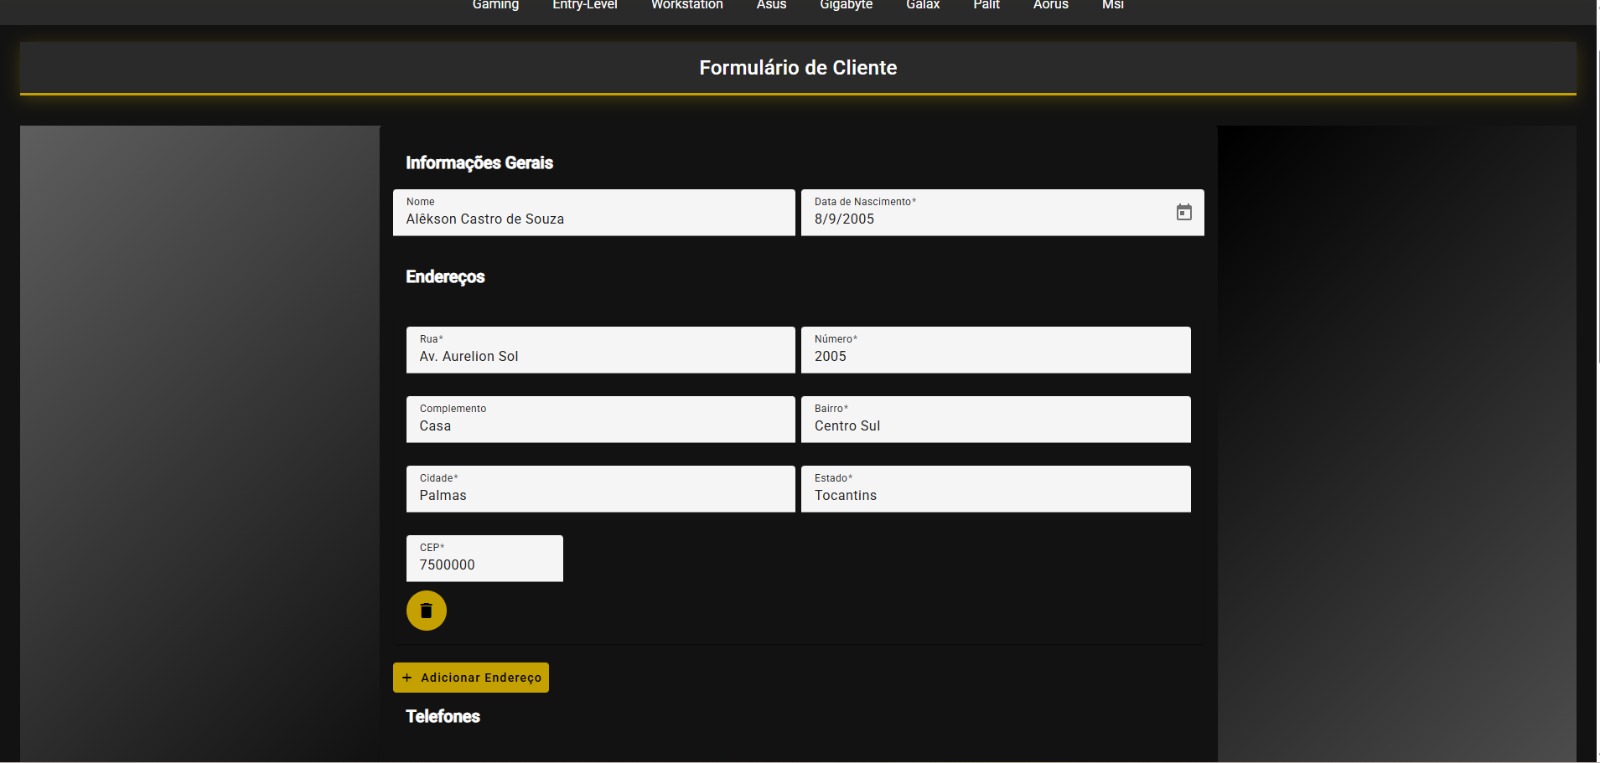 Gaming Entry-Level Workstation Asus Gigabyte Galax Palit Aorus Msi
Formulário de Cliente
Informações Gerais
Nome
Alêkson Castro de Souza
Data de Nascimento*
8/9/2005
Endereços
Rua*
Av. Aurelion Sol
Número*
2005
Complemento
Casa
Bairro*
Centro Sul
Cidade*
Palmas
Estado*
Tocantins
CEP*
7500000
+ Adicionar Endereço
Telefones